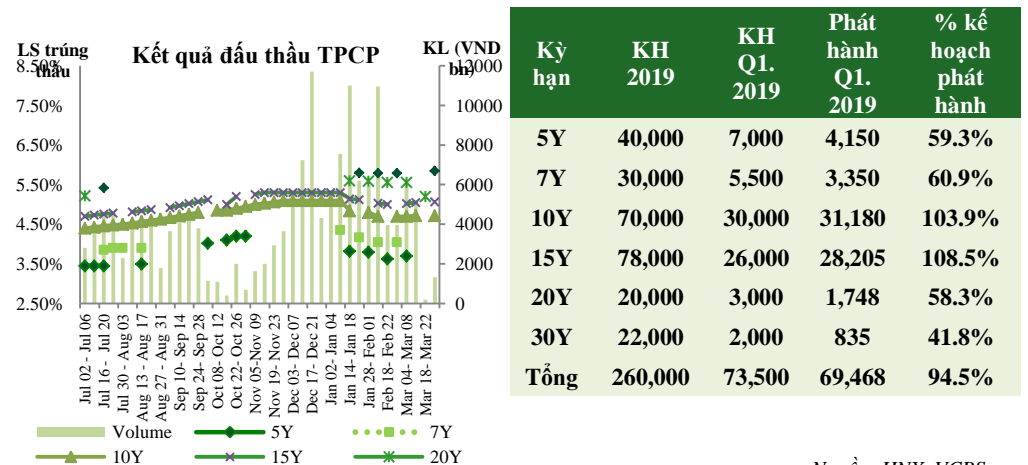 Kết quả đấu thầu TPCP
LS trúng thầu
KL (VND bn)
8.50%
7.50%
6.50%
5.50%
4.50%
3.50%
2.50%
12000
10000
8000
6000
4000
2000
0
Jul 02 - Jul 06
Jul 16 - Jul 20
Jul 30 - Aug 03
Aug 13 - Aug 17
Aug 27 - Aug 31
Sep 10- Sep 14
Sep 24- Sep 28
Oct 08- Oct 12
Oct 22- Oct 26
Nov 05-Nov 09
Nov 19-Nov 23
Dec 03- Dec 07
Dec 17- Dec 21
Jan 02- Jan 04
Jan 14- Jan 18
Jan 28- Feb 01
Feb 18- Feb 22
Mar 04- Mar 08
Mar 18- Mar 22
Volume 5Y 7Y
10Y 15Y 20Y
Kỳ hạn KH 2019 KH Q1. 2019 Phát hành Q1. 2019 % kế hoạch phát hành
5Y 40,000 7,000 4,150 59.3%
7Y 30,000 5,500 3,350 60.9%
10Y 70,000 30,000 31,180 103.9%
15Y 78,000 26,000 28,205 108.5%
20Y 20,000 3,000 1,748 58.3%
30Y 22,000 2,000 835 41.8%
Tổng 260,000 73,500 69,468 94.5%